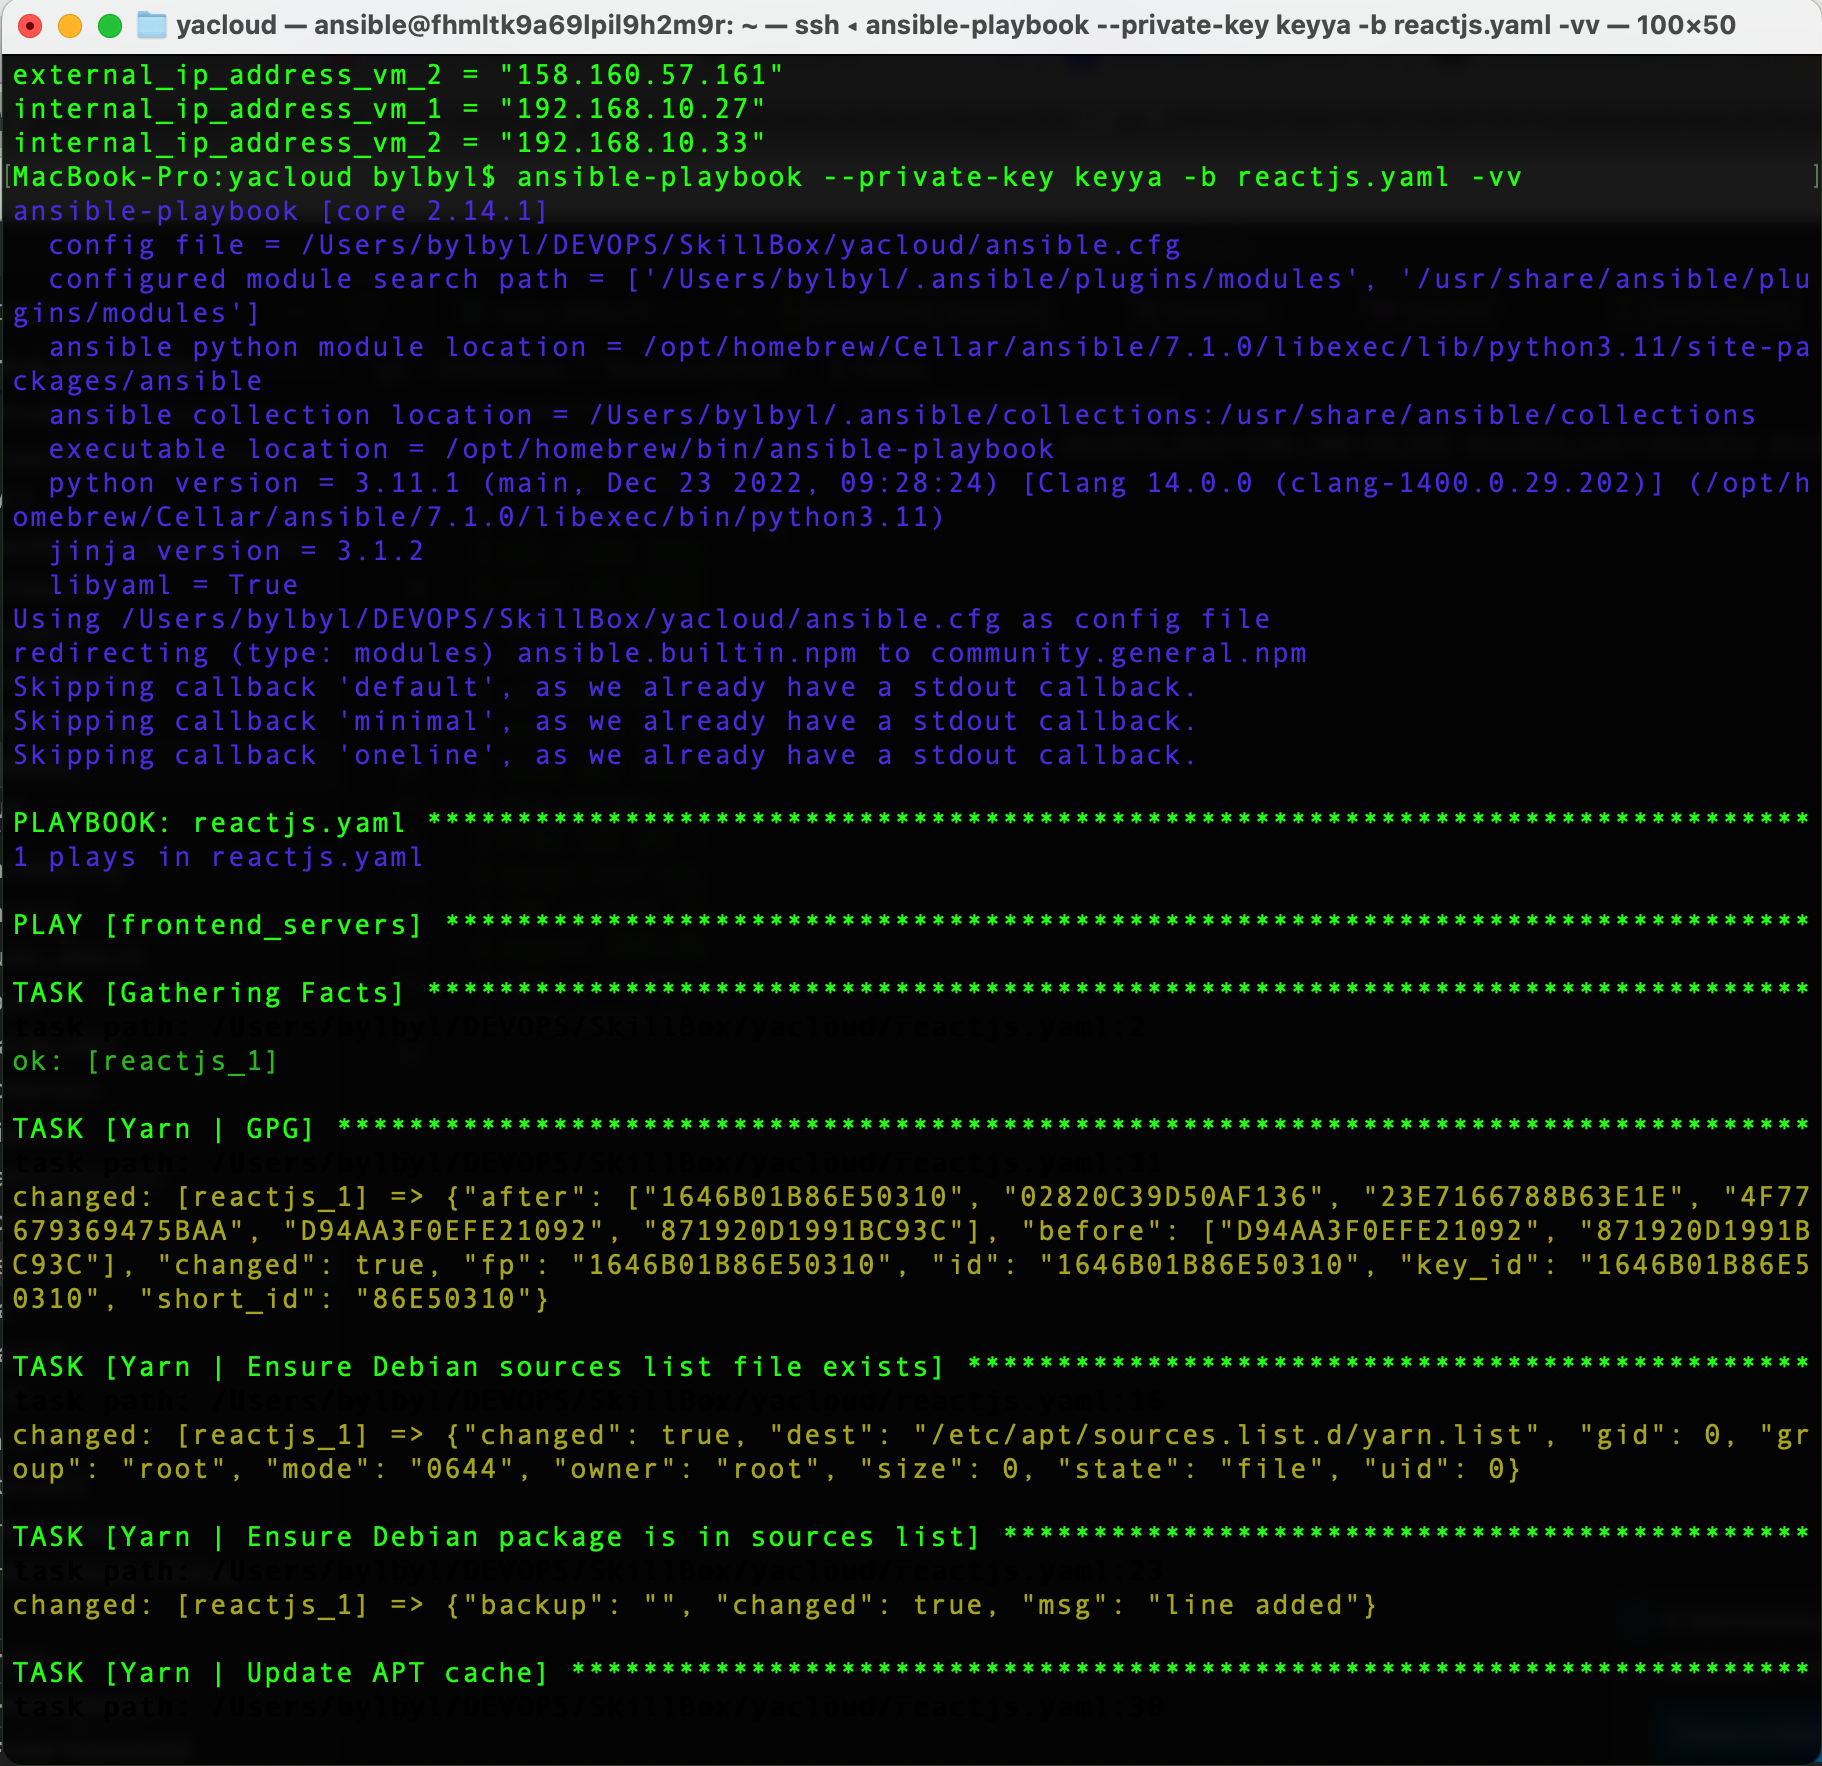 yacloud — ansible@fhmltk9a69lpil9h2m9r: ~ — ssh ◂ ansible-playbook --private-key keyya -b reactjs.yaml -vv — 100×50
external_ip_address_vm_2 = "158.160.57.161"
internal_ip_address_vm_1 = "192.168.10.27"
internal_ip_address_vm_2 = "192.168.10.33"
[MacBook-Pro:yacloud bylbyl$ ansible-playbook --private-key keyya -b reactjs.yaml -vv ]
ansible-playbook [core 2.14.1]
  config file = /Users/bylbyl/DEVOPS/SkillBox/yacloud/ansible.cfg
  configured module search path = ['/Users/bylbyl/.ansible/plugins/modules', '/usr/share/ansible/plu
gins/modules']
  ansible python module location = /opt/homebrew/Cellar/ansible/7.1.0/libexec/lib/python3.11/site-pa
ckages/ansible
  ansible collection location = /Users/bylbyl/.ansible/collections:/usr/share/ansible/collections
  executable location = /opt/homebrew/bin/ansible-playbook
  python version = 3.11.1 (main, Dec 23 2022, 09:28:24) [Clang 14.0.0 (clang-1400.0.29.202)] (/opt/h
omebrew/Cellar/ansible/7.1.0/libexec/bin/python3.11)
  jinja version = 3.1.2
  libyaml = True
Using /Users/bylbyl/DEVOPS/SkillBox/yacloud/ansible.cfg as config file
redirecting (type: modules) ansible.builtin.npm to community.general.npm
Skipping callback 'default', as we already have a stdout callback.
Skipping callback 'minimal', as we already have a stdout callback.
Skipping callback 'oneline', as we already have a stdout callback.
PLAYBOOK: reactjs.yaml *****************************************************************************
1 plays in reactjs.yaml
PLAY [frontend_servers] ****************************************************************************
TASK [Gathering Facts] *****************************************************************************
task path: /Users/bylbyl/DEVOPS/SkillBox/yacloud/reactjs.yaml:2
ok: [reactjs_1]
TASK [Yarn | GPG] **********************************************************************************
task path: /Users/bylbyl/DEVOPS/SkillBox/yacloud/reactjs.yaml:11
changed: [reactjs_1] => {"after": ["1646B01B86E50310", "02820C39D50AF136", "23E7166788B63E1E", "4F77
679369475BAA", "D94AA3F0EFE21092", "871920D1991BC93C"], "before": ["D94AA3F0EFE21092", "871920D1991B
C93C"], "changed": true, "fp": "1646B01B86E50310", "id": "1646B01B86E50310", "key_id": "1646B01B86E5
0310", "short_id": "86E50310"}
TASK [Yarn | Ensure Debian sources list file exists] ***********************************************
task path: /Users/bylbyl/DEVOPS/SkillBox/yacloud/reactjs.yaml:16
changed: [reactjs_1] => {"changed": true, "dest": "/etc/apt/sources.list.d/yarn.list", "gid": 0, "gr
oup": "root", "mode": "0644", "owner": "root", "size": 0, "state": "file", "uid": 0}
TASK [Yarn | Ensure Debian package is in sources list] *********************************************
task path: /Users/bylbyl/DEVOPS/SkillBox/yacloud/reactjs.yaml:23
changed: [reactjs_1] => {"backup": "", "changed": true, "msg": "line added"}
TASK [Yarn | Update APT cache] *********************************************************************
task path: /Users/bylbyl/DEVOPS/SkillBox/yacloud/reactjs.yaml:30